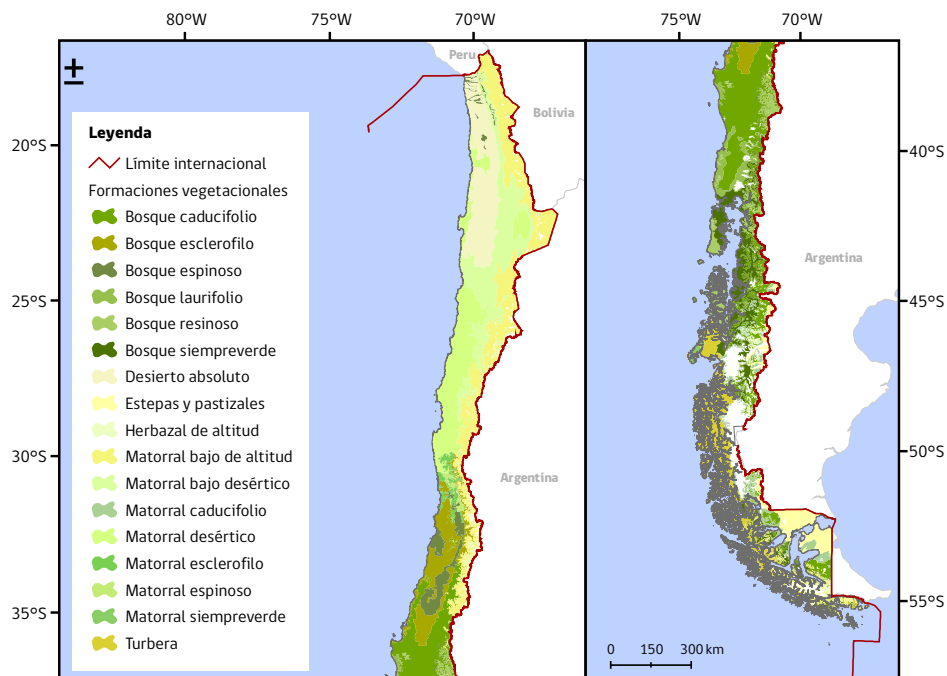 80°W 75°W 70°W 75°W 70°W
Peru
Bolivia
Leyenda
Límite internacional
Formaciones vegetacionales
Bosque caducifolio
Bosque esclerofilo
Bosque espinoso
Bosque laurifolio
Bosque resinoso
Bosque siempreverde
Desierto absoluto
Estepas y pastizales
Herbazal de altitud
Matorral bajo de altitud
Matorral bajo desértico
Matorral caducifolio
Matorral desértico
Matorral esclerofilo
Matorral espinoso
Matorral siempreverde
Turbera
20°S
25°S
30°S
35°S
Argentina
Argentina
40°S
45°S
50°S
55°S
0 150 300 km